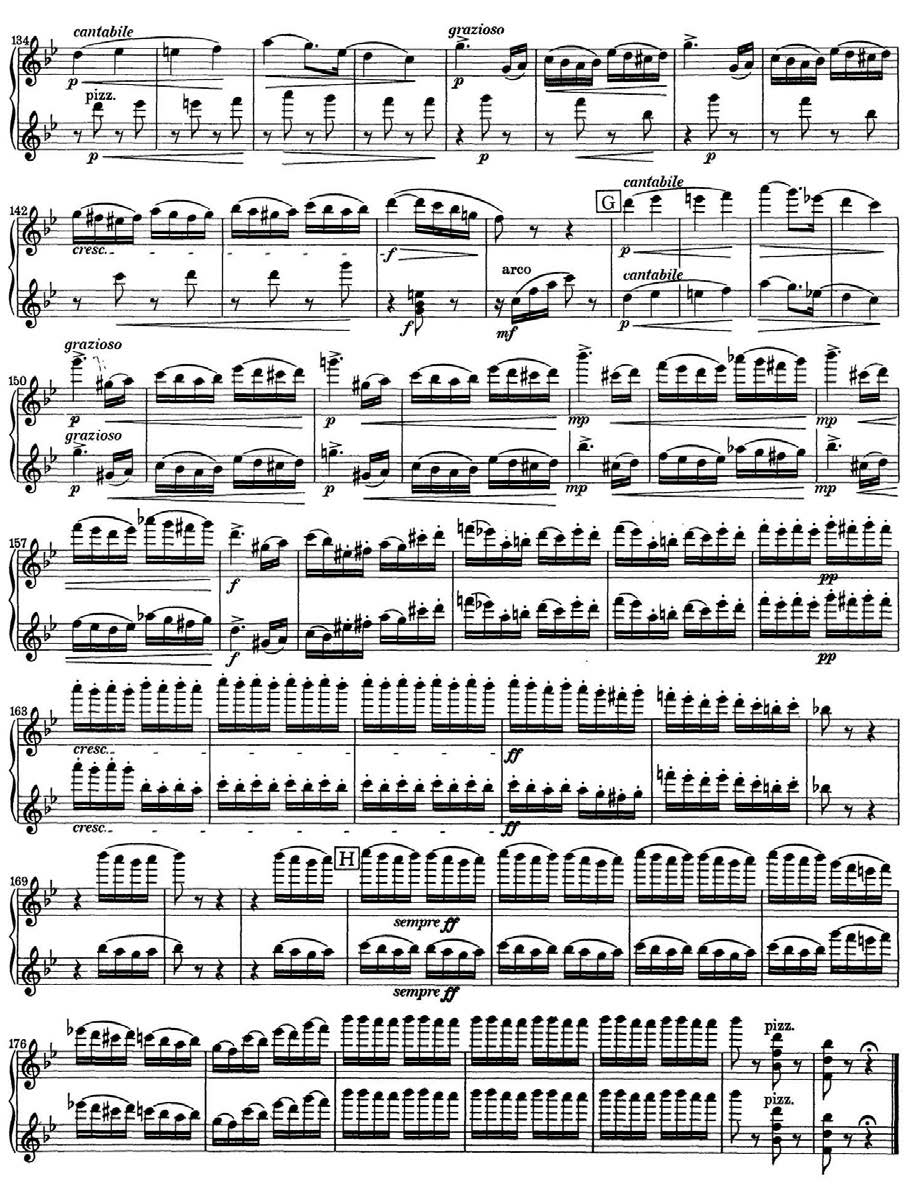 134 cantabile grazioso
p p p
pizz.
p p p
142 G cantabile
cresc. f p
arco cantabile
f mf p
150 grazioso
p p mp mp
grazioso
p p mp mp
157
f pp
f pp
163
cresc. ff
cresc. ff
169 H
sempre ff
sempre ff
176 pizz.
pizz.